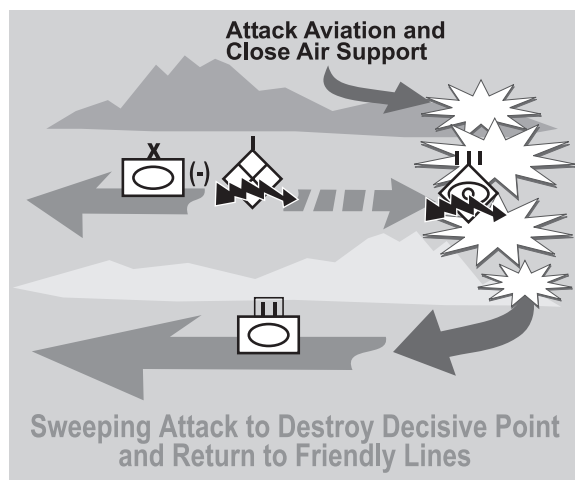 Attack Aviation and
Close Air Support
X
(-)
I
III
II
Sweeping Attack to Destroy Decisive Point
and Return to Friendly Lines